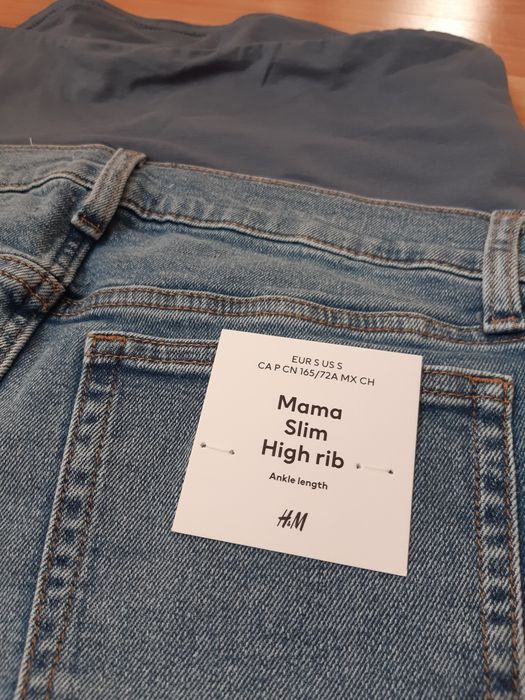 EUR S US S
CA P CN 165/72A MX CH
Mama
Slim
High rib
Ankle length
H&M